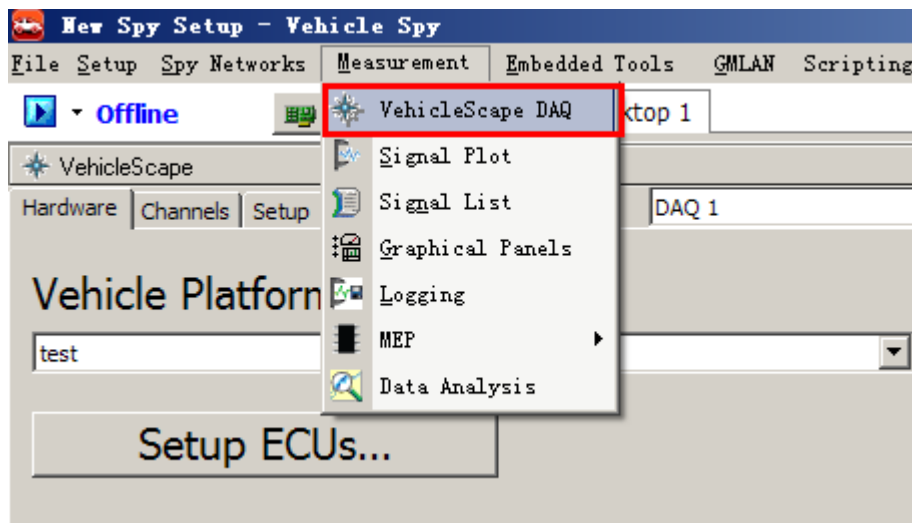 New Spy Setup - Vehicle Spy
File Setup Spy Networks Measurement Embedded Tools GMLAN Scripting
Offline VehicleScape DAQ ktop 1
VehicleScape Signal Plot
Hardware Channels Setup Signal List DAQ 1
Graphical Panels
Vehicle Platform Logging
test MEP
Data Analysis
Setup ECUs...